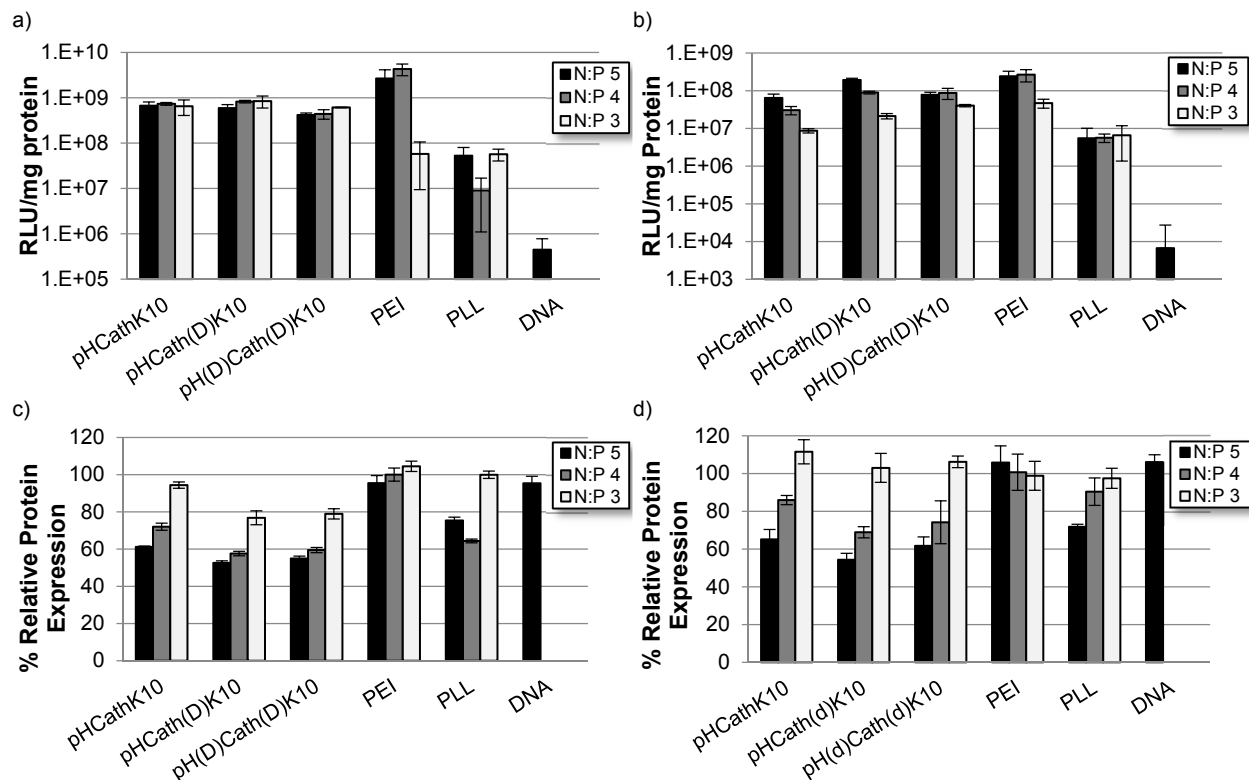 a)
RLU/mg protein
1.E+10
1.E+09
1.E+08
1.E+07
1.E+06
1.E+05
N:P 5
N:P 4
N:P 3
pHCathK10
pHCath(D)K10
pH(D)Cath(D)K10
PEI
PLL
DNA
b)
RLU/mg Protein
1.E+09
1.E+08
1.E+07
1.E+06
1.E+05
1.E+04
1.E+03
N:P 5
N:P 4
N:P 3
pHCathK10
pHCath(D)K10
pH(D)Cath(D)K10
PEI
PLL
DNA
c)
% Relative Protein
Expression
120
100
80
60
40
20
0
N:P 5
N:P 4
N:P 3
pHCathK10
pHCath(D)K10
pH(D)Cath(D)K10
PEI
PLL
DNA
d)
% Relative Protein
Expression
120
100
80
60
40
20
0
N:P 5
N:P 4
N:P 3
pHCathK10
pHCath(d)K10
pH(d)Cath(d)K10
PEI
PLL
DNA